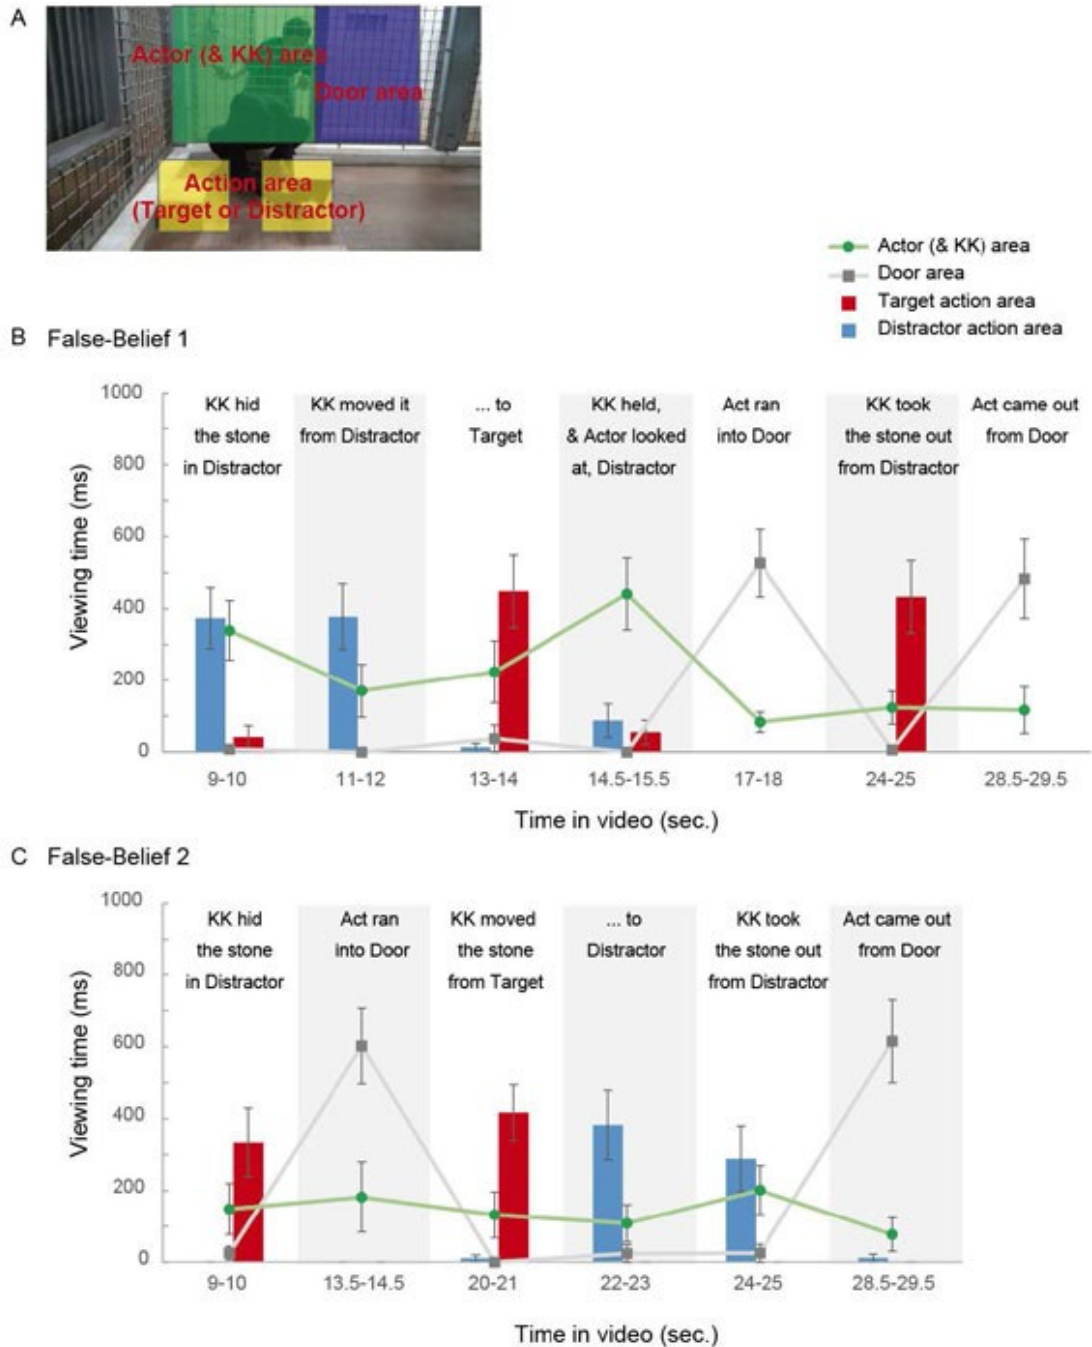 A
Actor (& KK) area
Door area
Action area
(Target or Distractor)
Actor (& KK) area
Door area
Target action area
Distractor action area
B False-Belief 1
Viewing time (ms)
1000
800
600
400
200
0
KK hid
the stone
in Distractor
KK moved it
from Distractor
... to
Target
KK held,
& Actor looked
at, Distractor
Act ran
into Door
KK took
the stone out
from Distractor
Act came out
from Door
9-10 11-12 13-14 14.5-15.5 17-18 24-25 28.5-29.5
Time in video (sec.)
C False-Belief 2
Viewing time (ms)
1000
800
600
400
200
0
KK hid
the stone
in Distractor
Act ran
into Door
KK moved
the stone
from Target
... to
Distractor
KK took
the stone out
from Distractor
Act came out
from Door
9-10 13.5-14.5 20-21 22-23 24-25 28.5-29.5
Time in video (sec.)